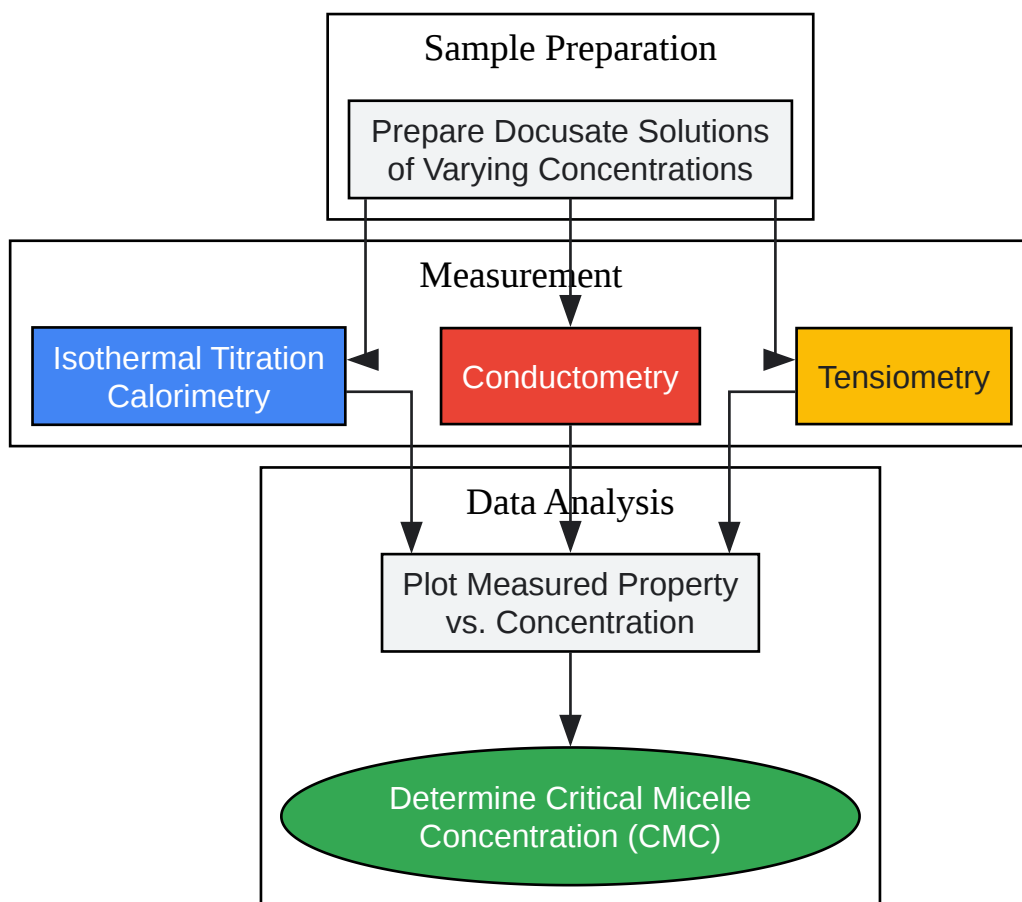 Sample Preparation
Prepare Docusate Solutions
of Varying Concentrations
Measurement
Isothermal Titration
Calorimetry
Conductometry
Tensiometry
Data Analysis
Plot Measured Property
vs. Concentration
Determine Critical Micelle
Concentration (CMC)